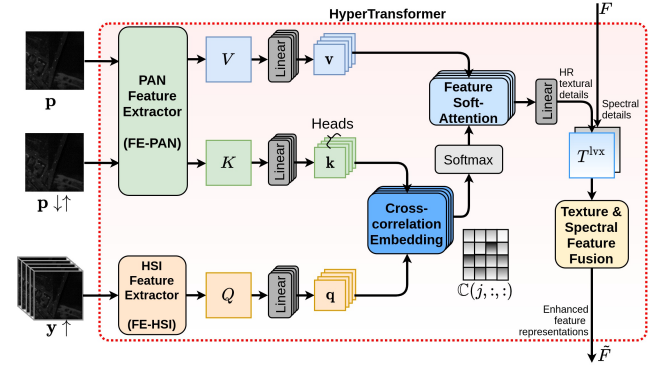 HyperTransformer
F
PAN
Feature
Extractor
(FE-PAN)
V
Linear
v
p
HR
textural
details
Spectral
details
Feature
Soft-
Attention
Linear
Heads
K
Linear
k
Softmax
T^lvx
p ↓↑
Cross-
correlation
Embedding
Texture &
Spectral
Feature
Fusion
ℂ(j,:,:)
HSI
Feature
Extractor
(FE-HSI)
Q
Linear
q
y ↑
Enhanced
feature
representations
F̃